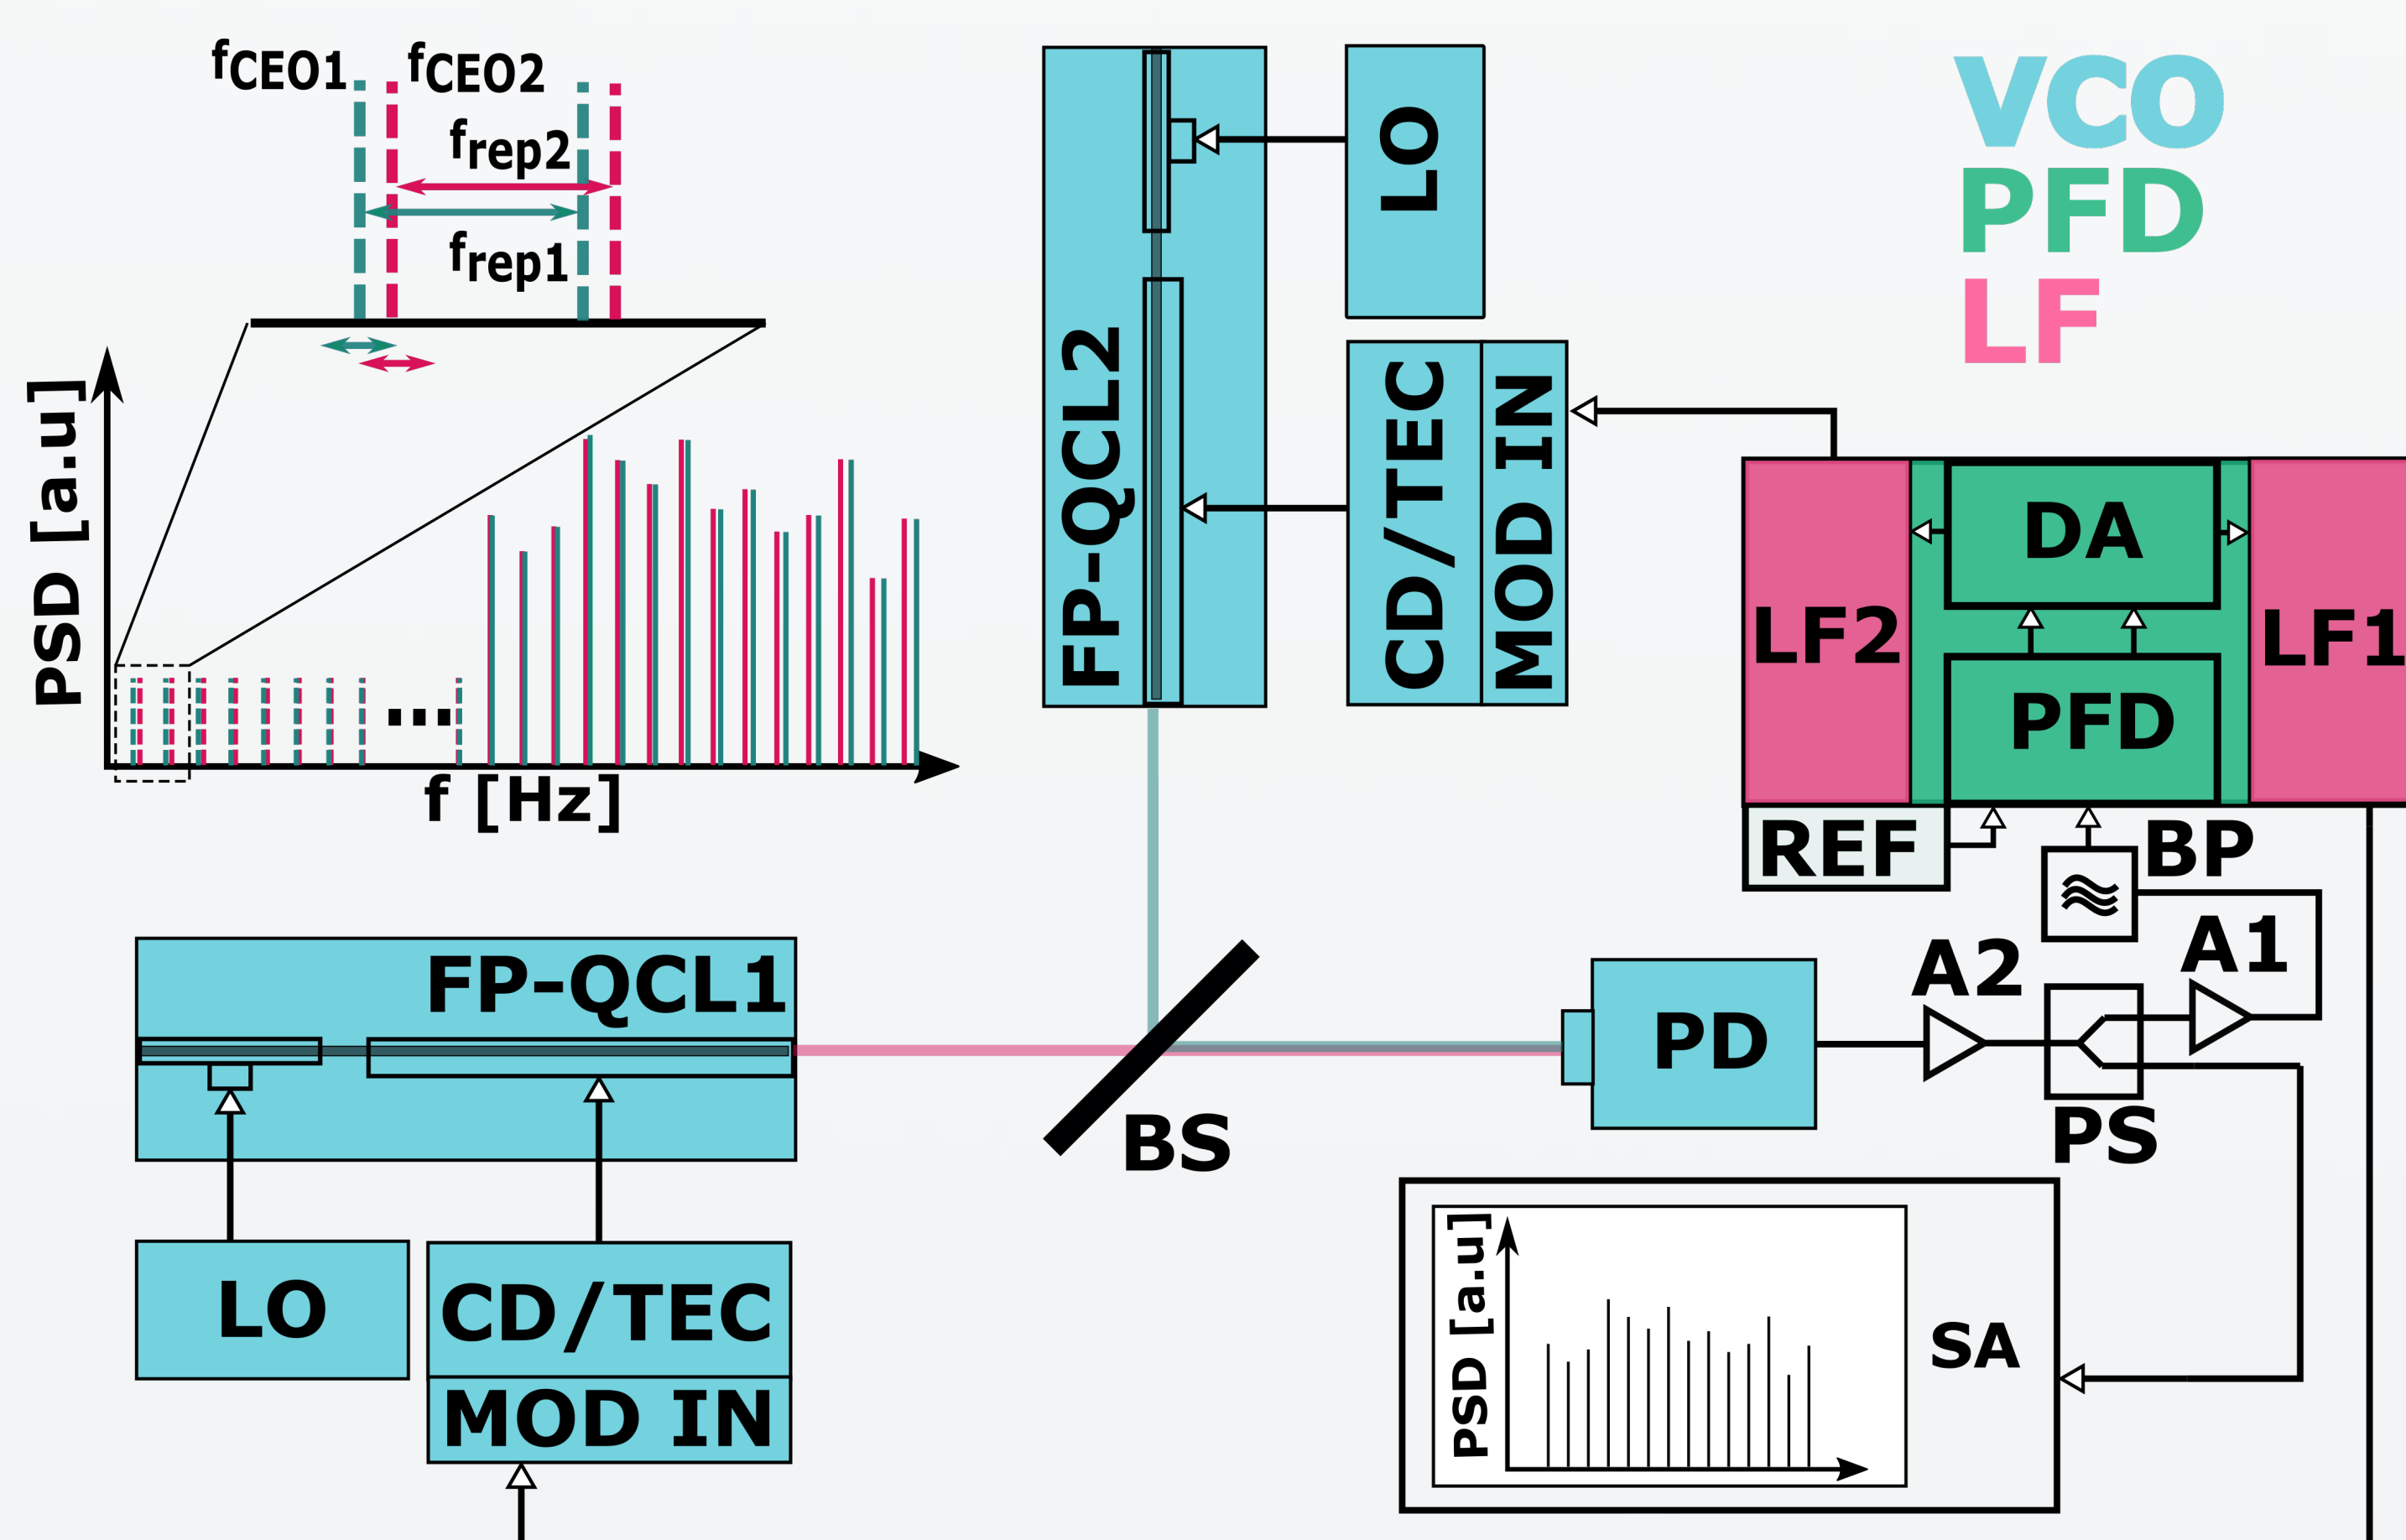 fCEO1
fCEO2
frep2
frep1
PSD [a.u]
f [Hz]
FP-QCL2
LO
CD/TEC
MOD IN
VCO
PFD
LF
LF2
DA
PFD
LF1
REF
BP
A1
A2
PS
PD
BS
FP-QCL1
LO
CD/TEC
MOD IN
PSD [a.u]
SA